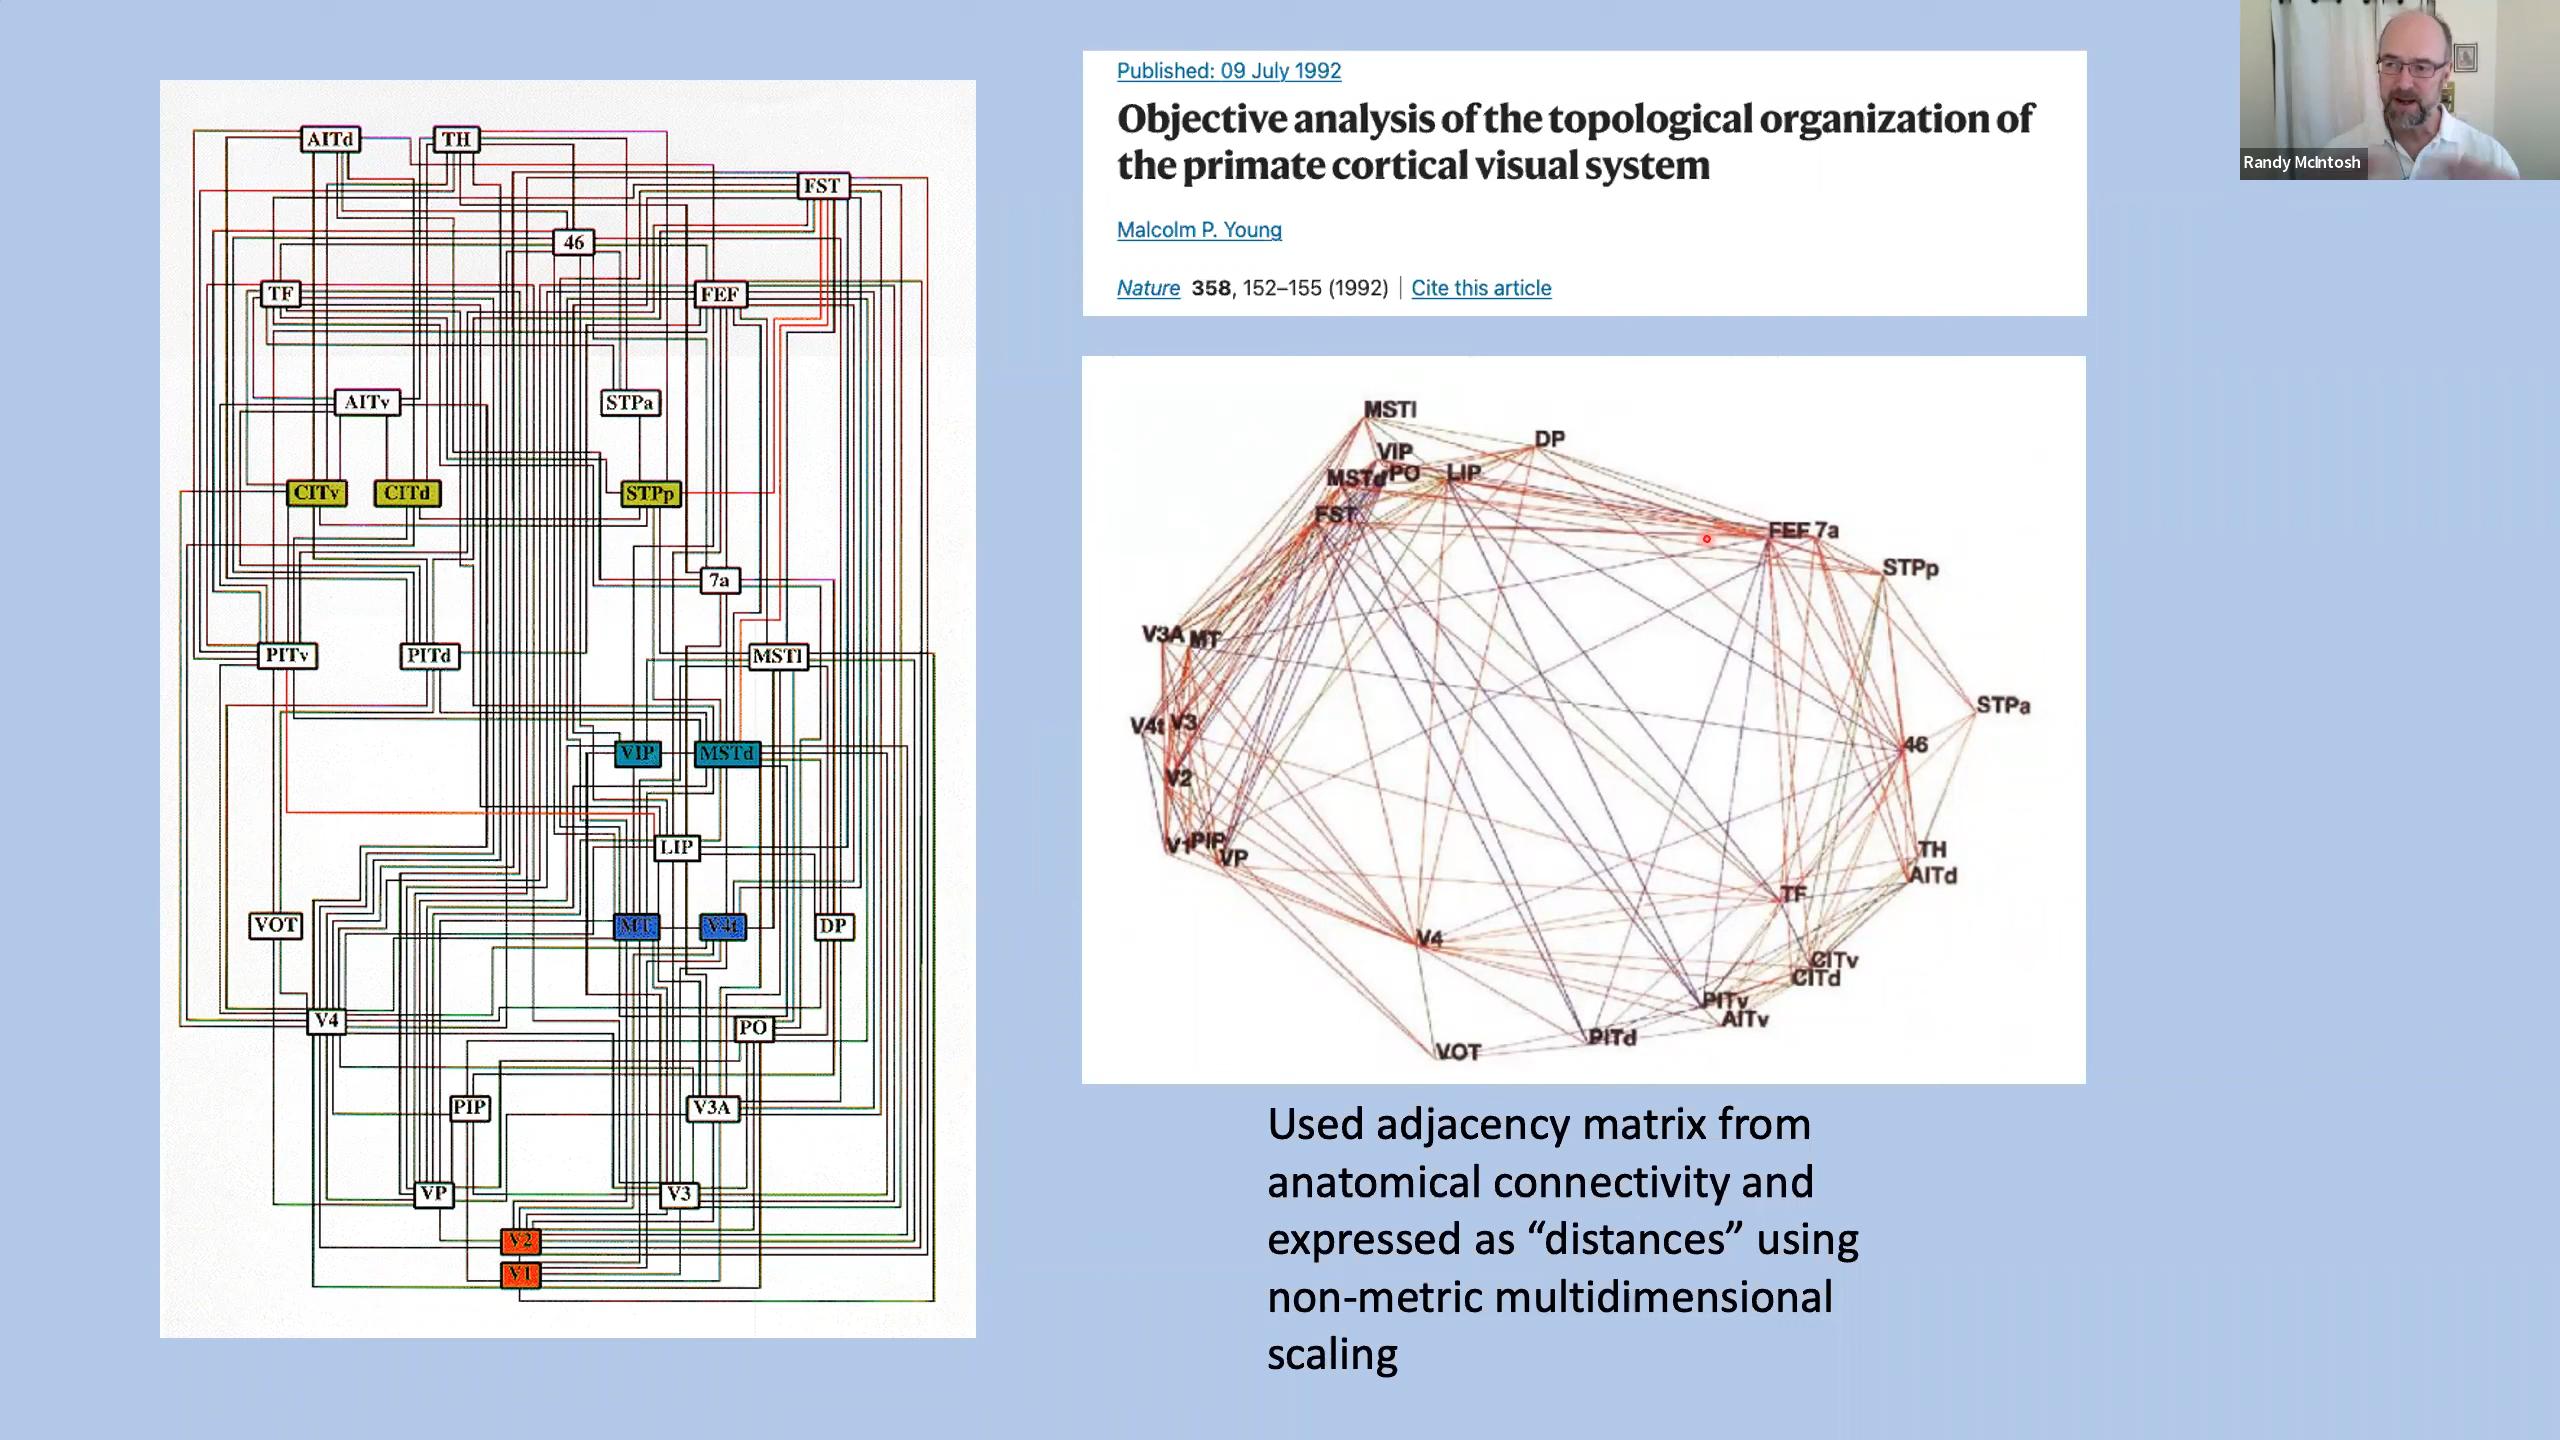 AITd
TH
FST
46
TF
FEF
AITv
STPa
CITv
CITd
STPp
7a
PITv
PITd
MSTl
VIP
MSTd
LIP
VOT
MT
V4t
DP
V4
PO
PIP
V3A
VP
V3
V2
V1
Published: 09 July 1992
Objective analysis of the topological organization of
the primate cortical visual system
Malcolm P. Young
Nature 358, 152–155 (1992) | Cite this article
MSTl
DP
VIP
MSTd PO LIP
FST
FEF 7a
STPp
V3A MT
STPa
V4t V3
46
V2
V1 PIP
VP
TH
AITd
TF
V4
CITv
CITd
PITv
AITv
PITd
VOT
Used adjacency matrix from
anatomical connectivity and
expressed as “distances” using
non-metric multidimensional
scaling
Randy McIntosh